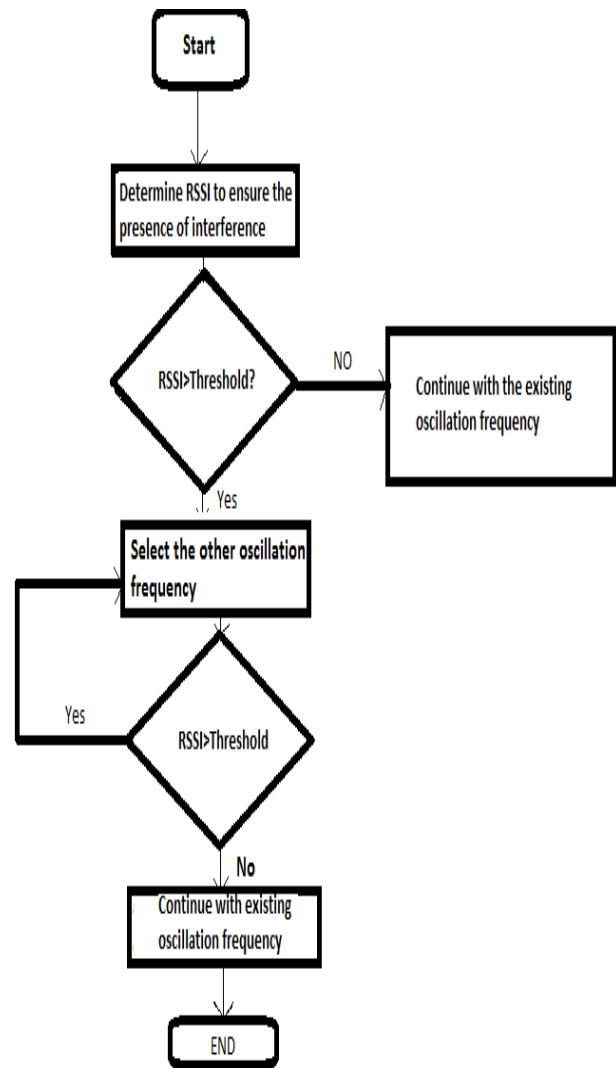 Start
Determine RSSI to ensure the
presence of interference
RSSI>Threshold?
NO
Continue with the existing
oscillation frequency
Yes
Select the other oscillation
frequency
Yes
RSSI>Threshold
No
Continue with existing
oscillation frequency
END